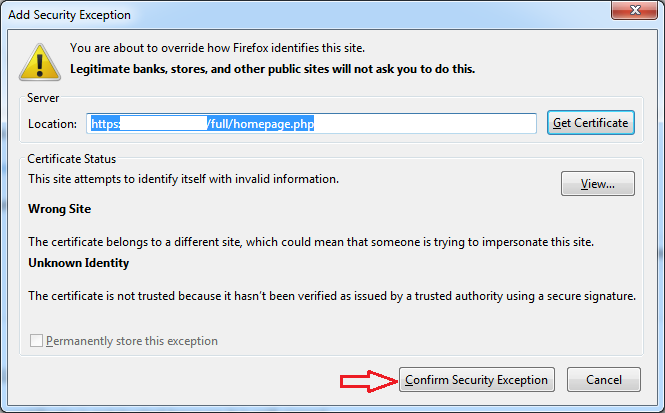 Add Security Exception
You are about to override how Firefox identifies this site.
Legitimate banks, stores, and other public sites will not ask you to do this.
Server
Location: https: /full/homepage.php Get Certificate
Certificate Status
This site attempts to identify itself with invalid information.
View...
Wrong Site
The certificate belongs to a different site, which could mean that someone is trying to impersonate this site.
Unknown Identity
The certificate is not trusted because it hasn't been verified as issued by a trusted authority using a secure signature.
Permanently store this exception
Confirm Security Exception Cancel